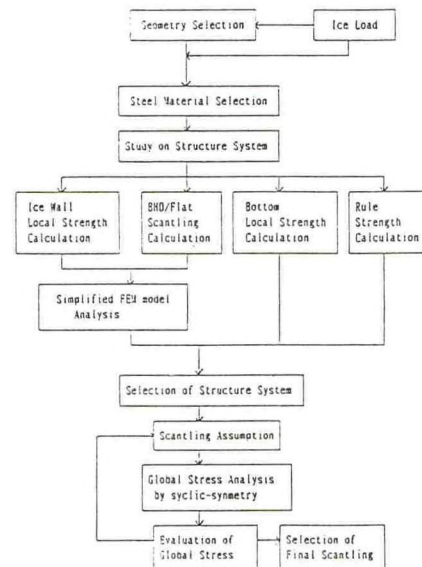 Geometry Selection
Ice Load
Steel Material Selection
Study on Structure System
Ice Wall
Local Strength
Calculation
BHD/Flat
Scantling
Calculation
Bottom
Local Strength
Calculation
Rule
Strength
Calculation
Simplified FEM model
Analysis
Selection of Structure System
Scantling Assumption
Global Stress Analysis
by syclic-symetry
Evaluation of
Global Stress
Selection of
Final Scantling